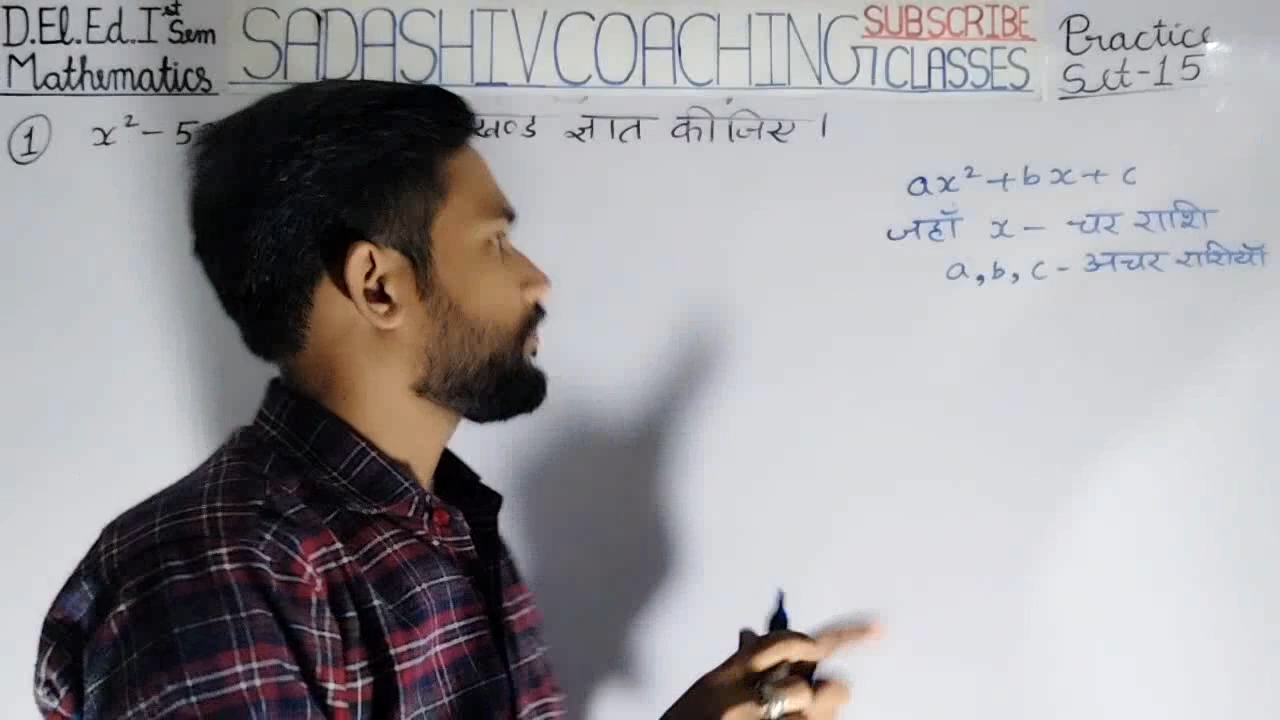 D.El.Ed. Ist Sem
Mathematics
SADASHIV COACHING CLASSES
SUBSCRIBE
Practice
Set-15
① x² - 5 खण्ड ज्ञात कीजिए ।
ax² + bx + c
जहाँ x - चर राशि
a, b, c - अचर राशियाँ